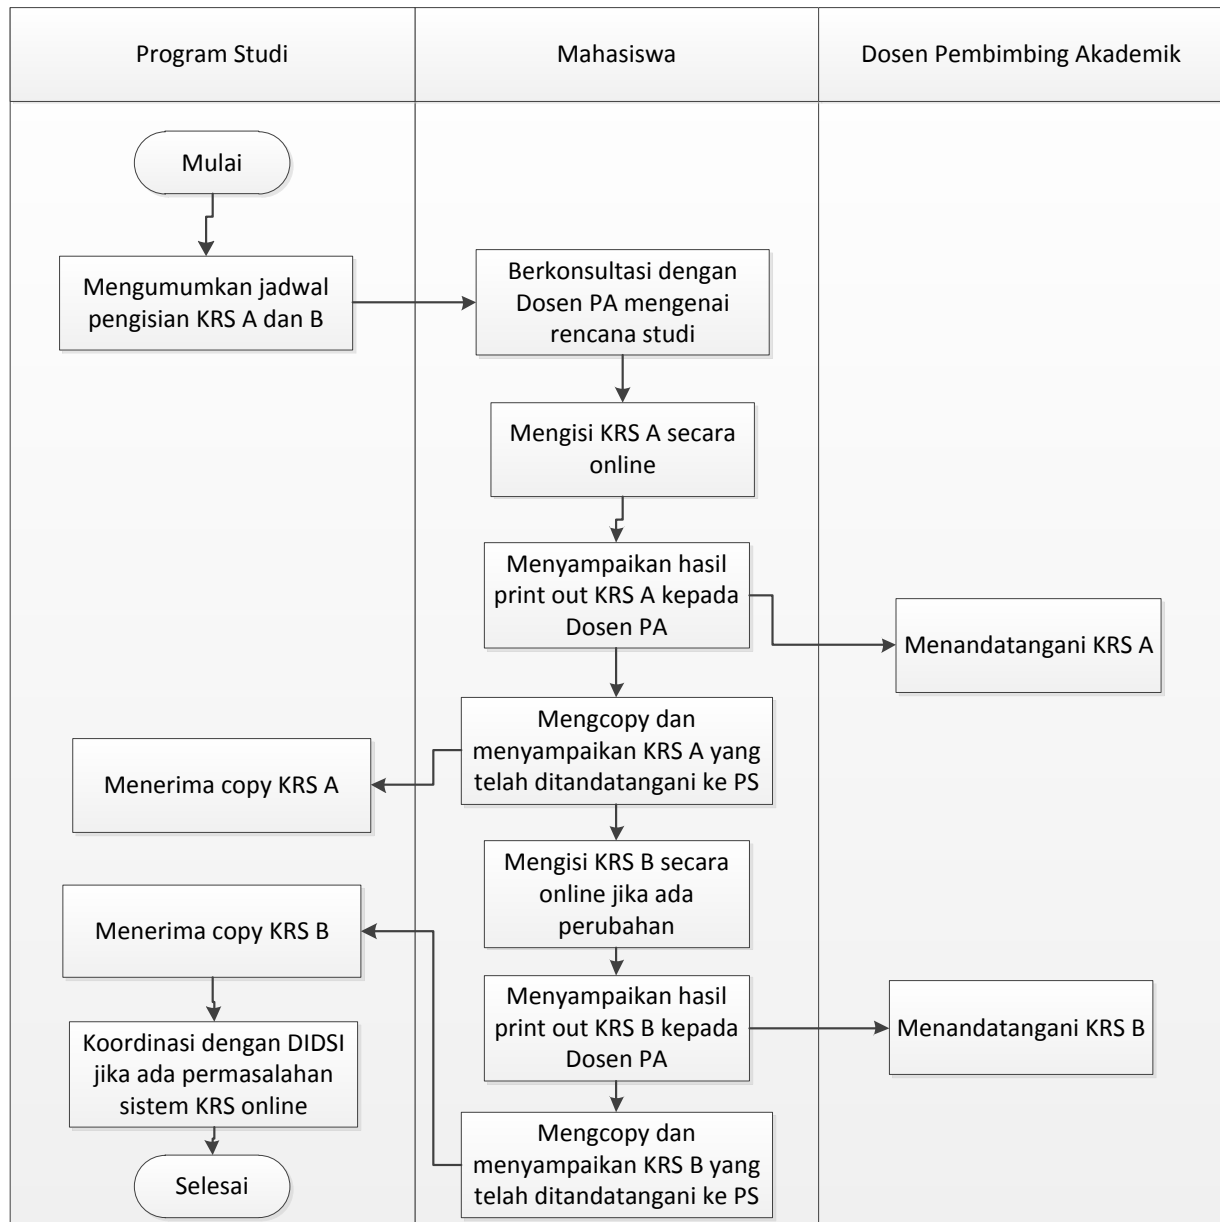 Program Studi
Mahasiswa
Dosen Pembimbing Akademik
Mulai
Mengumumkan jadwal
pengisian KRS A dan B
Berkonsultasi dengan
Dosen PA mengenai
rencana studi
Mengisi KRS A secara
online
Menyampaikan hasil
print out KRS A kepada
Dosen PA
Menandatangani KRS A
Mengcopy dan
menyampaikan KRS A yang
telah ditandatangani ke PS
Menerima copy KRS A
Mengisi KRS B secara
online jika ada
perubahan
Menerima copy KRS B
Menyampaikan hasil
print out KRS B kepada
Dosen PA
Menandatangani KRS B
Koordinasi dengan DIDSI
jika ada permasalahan
sistem KRS online
Mengcopy dan
menyampaikan KRS B yang
telah ditandatangani ke PS
Selesai